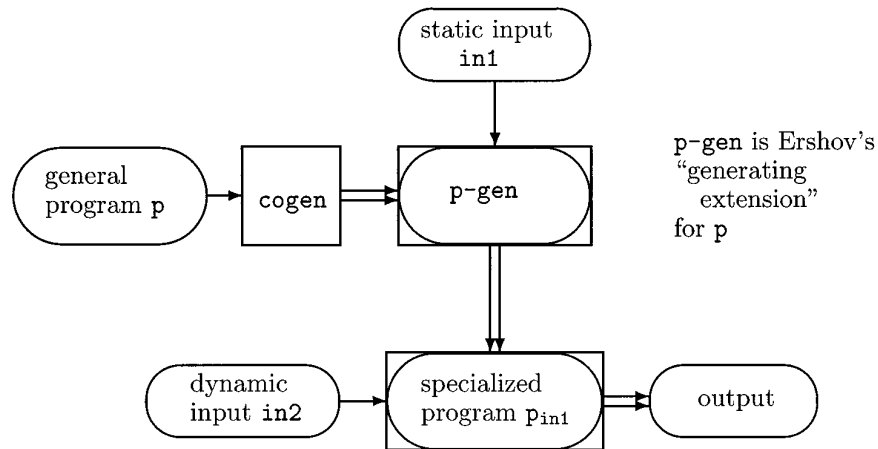 static input
in1
general
program p
cogen
p-gen
p-gen is Ershov's
“generating
extension”
for p
dynamic
input in2
specialized
program p_in1
output